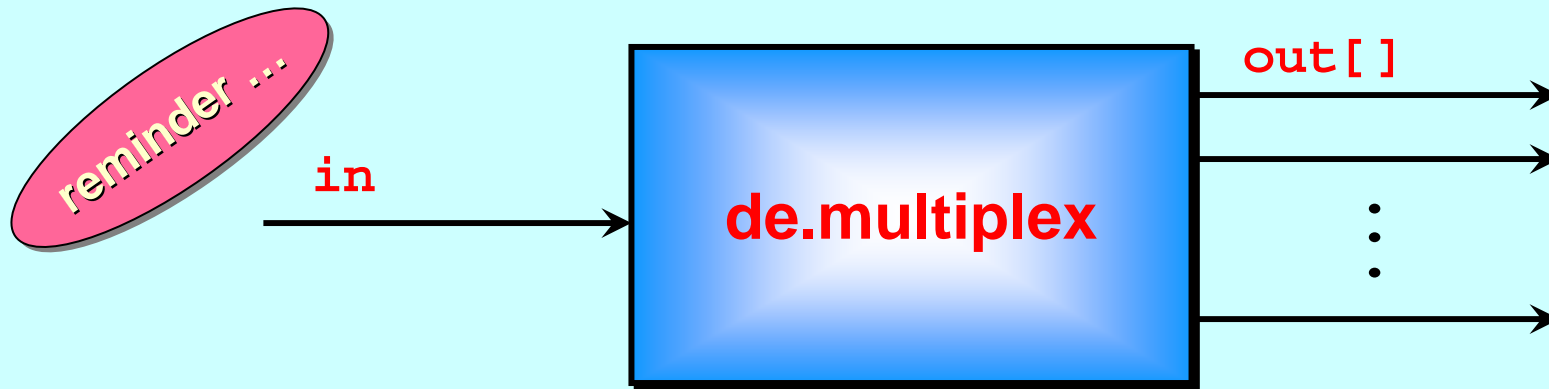 reminder …
in
de.multiplex
out[]